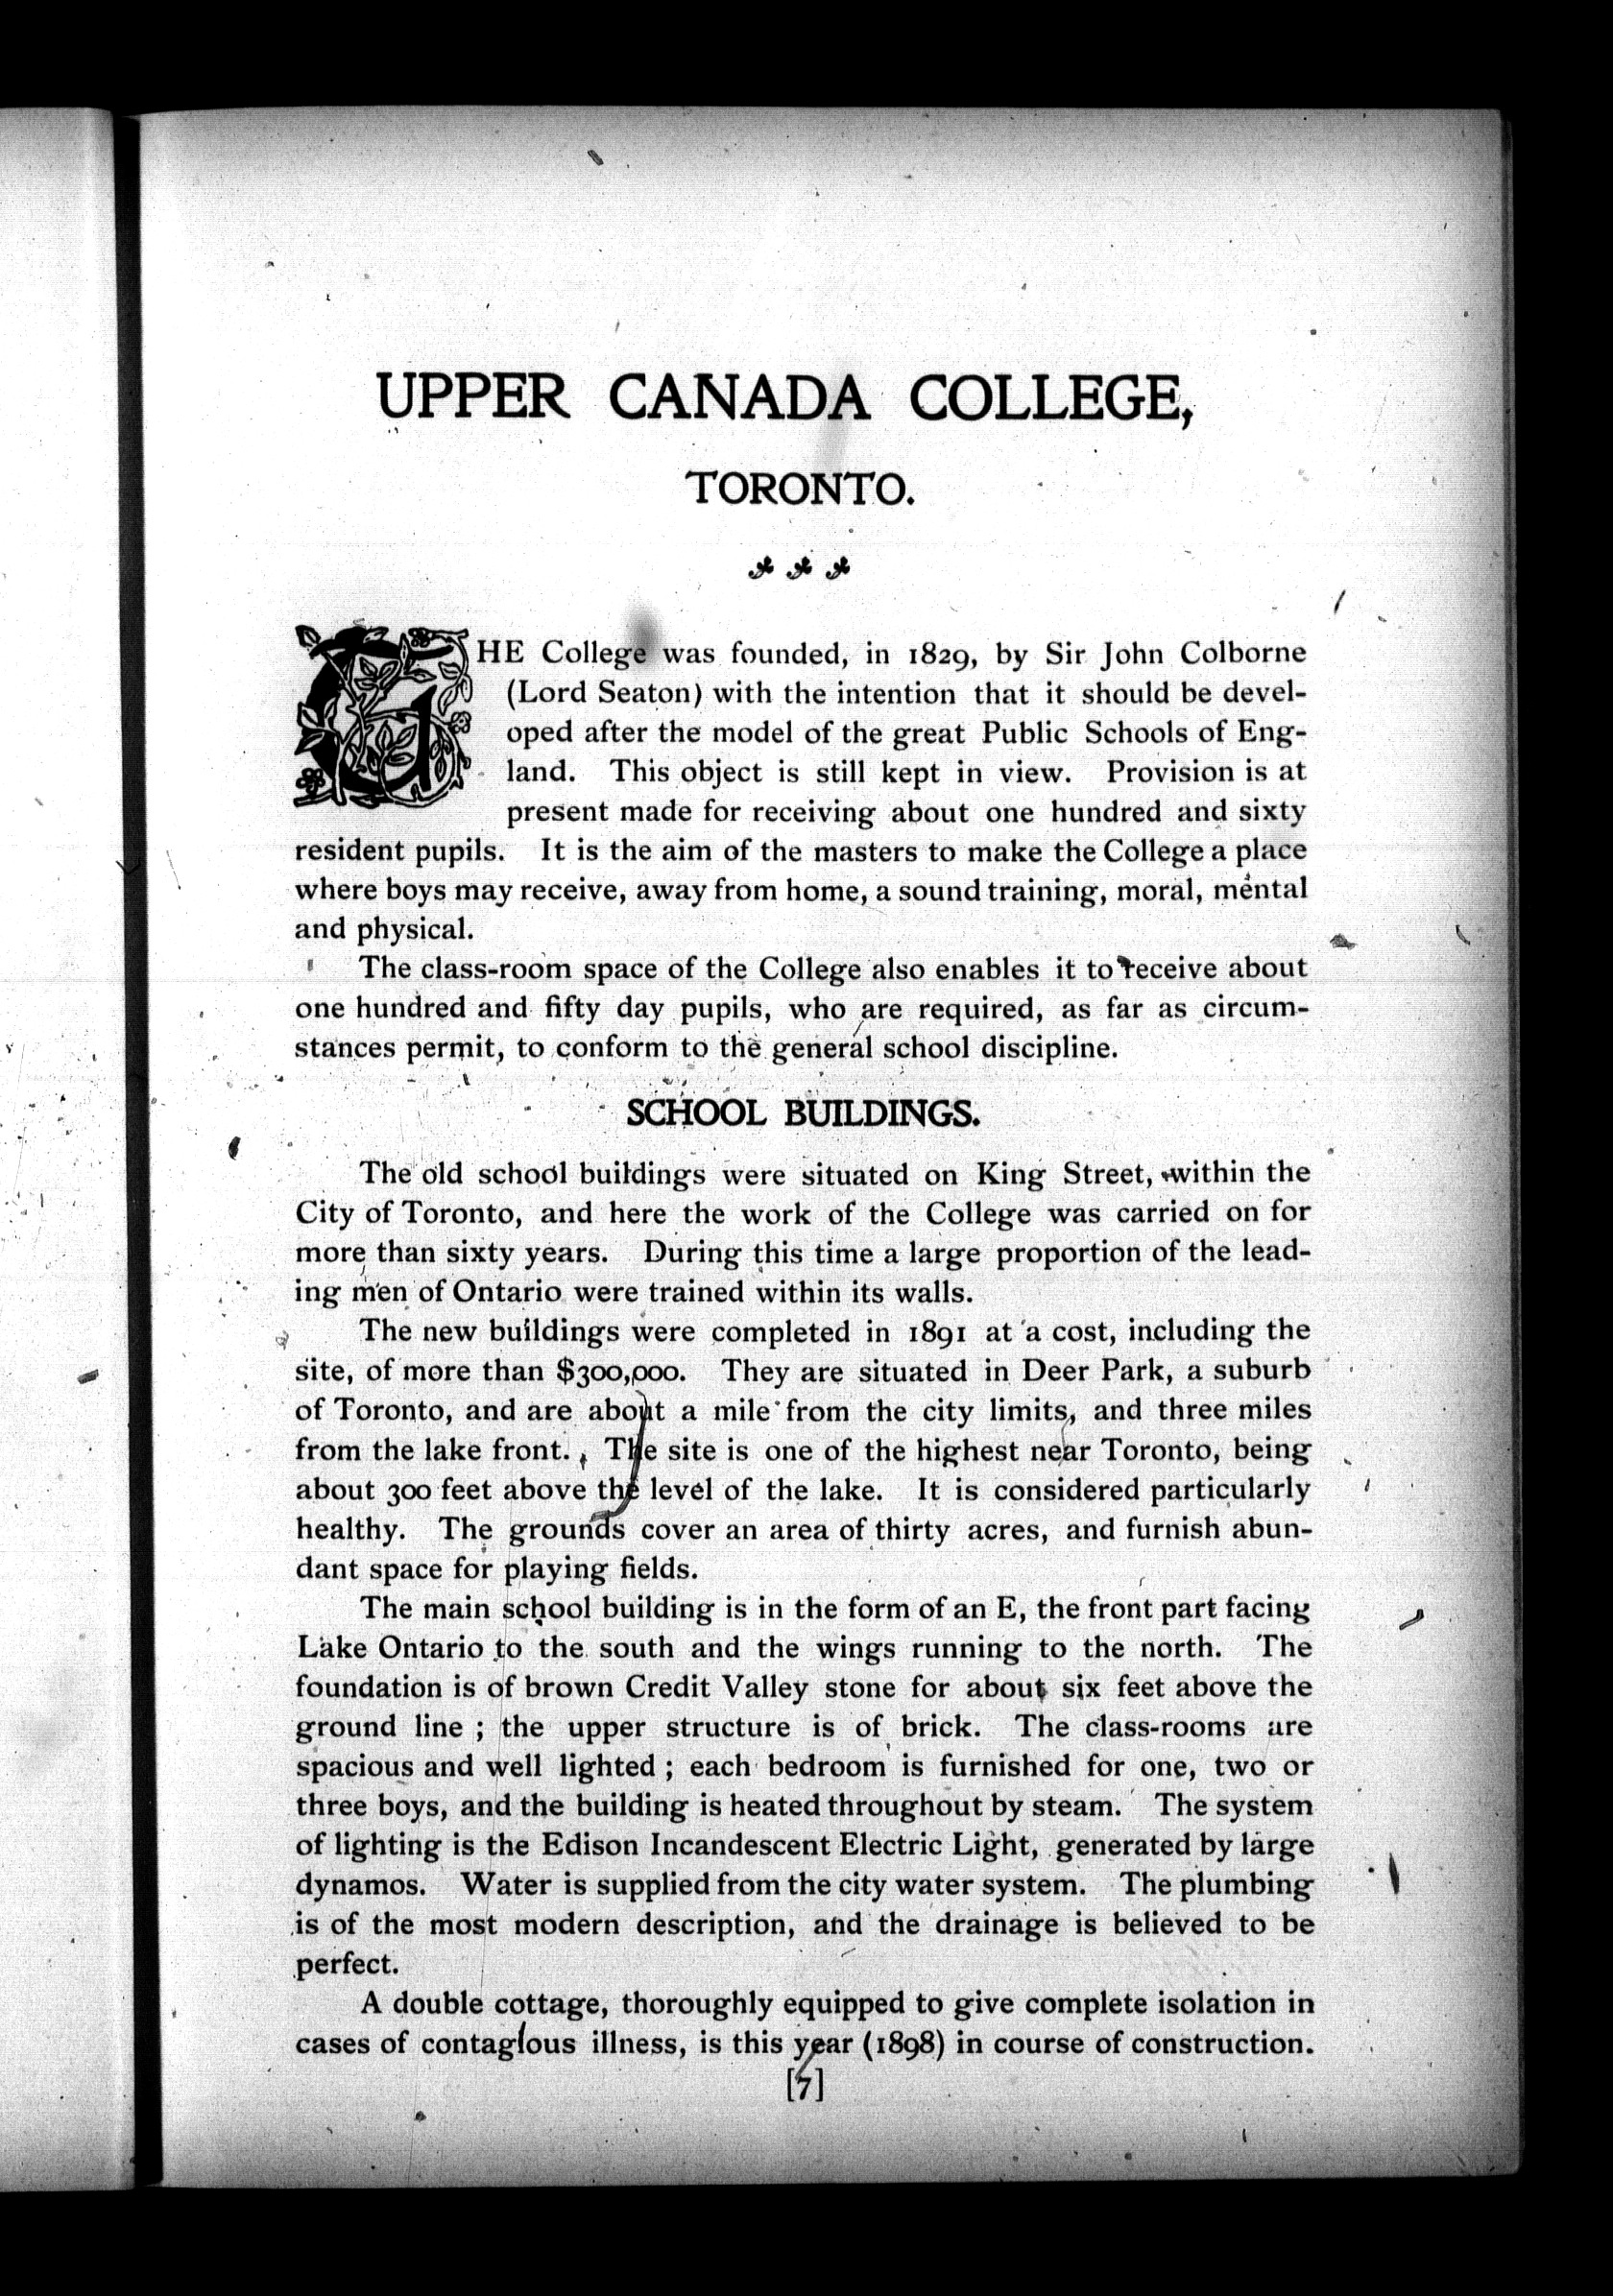 UPPER CANADA COLLEGE,
TORONTO.
THE College was founded, in 1829, by Sir John Colborne
(Lord Seaton) with the intention that it should be devel-
oped after the model of the great Public Schools of Eng-
land. This object is still kept in view. Provision is at
present made for receiving about one hundred and sixty
resident pupils. It is the aim of the masters to make the College a place
where boys may receive, away from home, a sound training, moral, mental
and physical.
The class-room space of the College also enables it to receive about
one hundred and fifty day pupils, who are required, as far as circum-
stances permit, to conform to the general school discipline.
SCHOOL BUILDINGS.
The old school buildings were situated on King Street, within the
City of Toronto, and here the work of the College was carried on for
more than sixty years. During this time a large proportion of the lead-
ing men of Ontario were trained within its walls.
The new buildings were completed in 1891 at a cost, including the
site, of more than $300,000. They are situated in Deer Park, a suburb
of Toronto, and are about a mile from the city limits, and three miles
from the lake front. The site is one of the highest near Toronto, being
about 300 feet above the level of the lake. It is considered particularly
healthy. The grounds cover an area of thirty acres, and furnish abun-
dant space for playing fields.
The main school building is in the form of an E, the front part facing
Lake Ontario to the south and the wings running to the north. The
foundation is of brown Credit Valley stone for about six feet above the
ground line ; the upper structure is of brick. The class-rooms are
spacious and well lighted ; each bedroom is furnished for one, two or
three boys, and the building is heated throughout by steam. The system
of lighting is the Edison Incandescent Electric Light, generated by large
dynamos. Water is supplied from the city water system. The plumbing
is of the most modern description, and the drainage is believed to be
perfect.
A double cottage, thoroughly equipped to give complete isolation in
cases of contagious illness, is this year (1898) in course of construction.
[7]